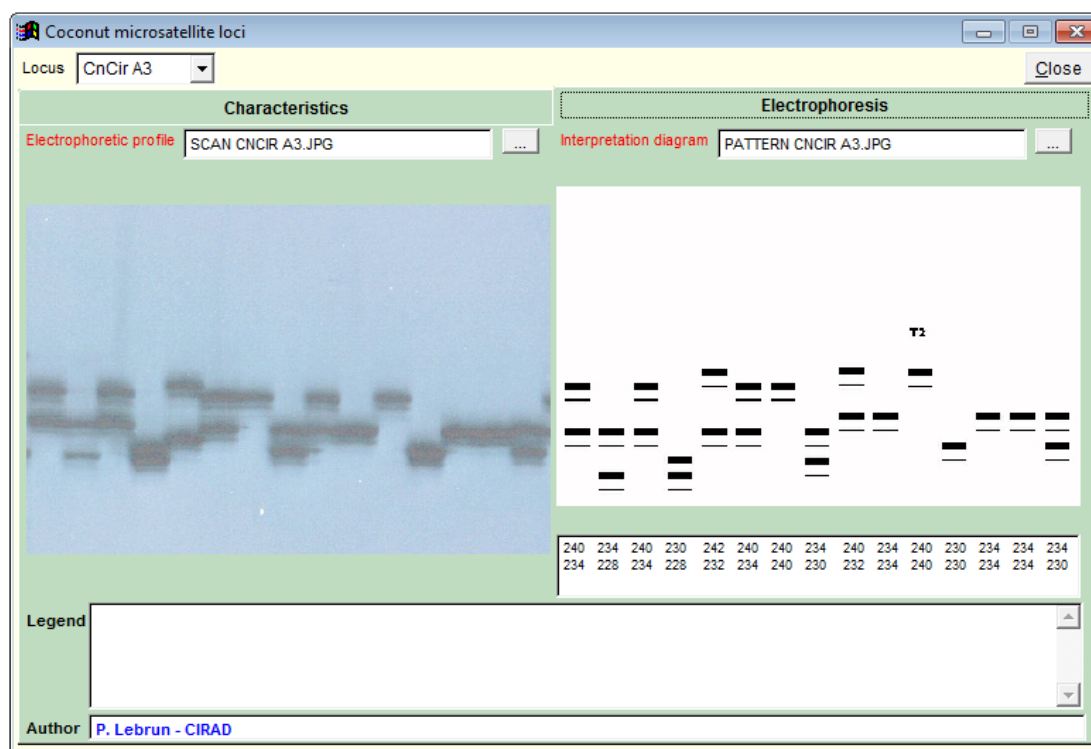 Coconut microsatellite loci
Locus CnCir A3 Close
Characteristics Electrophoresis
Electrophoretic profile SCAN CNCIR A3.JPG ... Interpretation diagram PATTERN CNCIR A3.JPG ...
T2
240 234 240 230 242 240 240 234 240 234 240 230 234 234 234
234 228 234 228 232 234 240 230 232 234 240 230 234 234 230
Legend
Author P. Lebrun - CIRAD